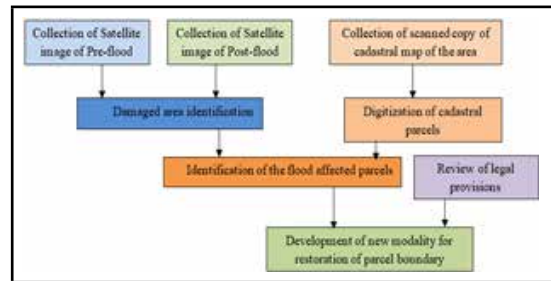 Collection of Satellite
image of Pre-flood
Collection of Satellite
image of Post-flood
Collection of scanned copy of
cadastral map of the area
Damaged area identification
Digitization of cadastral
parcels
Identification of the flood affected parcels
Review of legal
provisions
Development of new modality for
restoration of parcel boundary